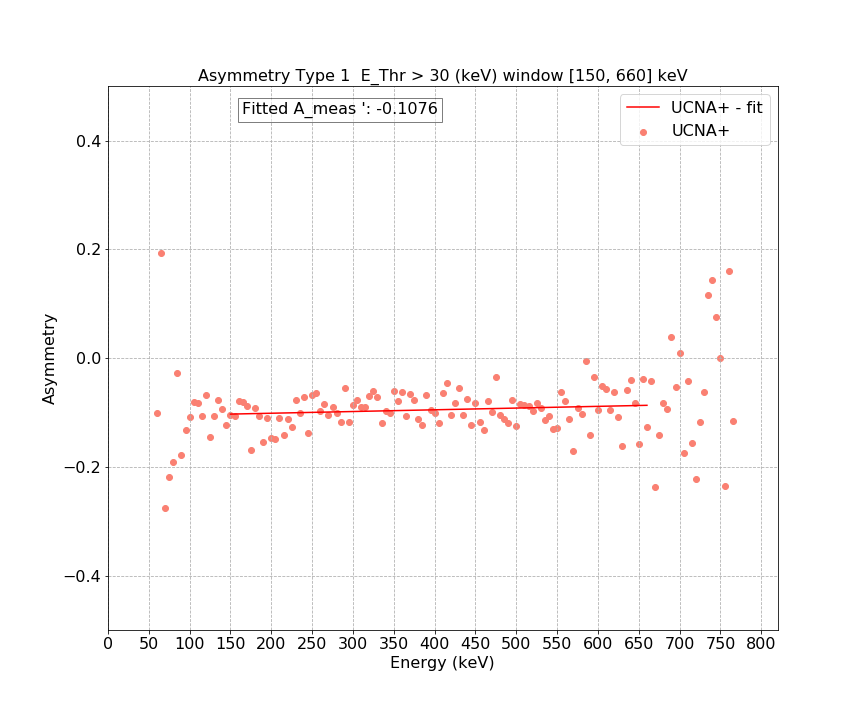 Asymmetry Type 1  E_Thr > 30 (keV) window [150, 660] keV
Fitted A_meas ': -0.1076
UCNA+ - fit
UCNA+
0.4
0.2
0.0
−0.2
−0.4
Asymmetry
0 50 100 150 200 250 300 350 400 450 500 550 600 650 700 750 800
Energy (keV)